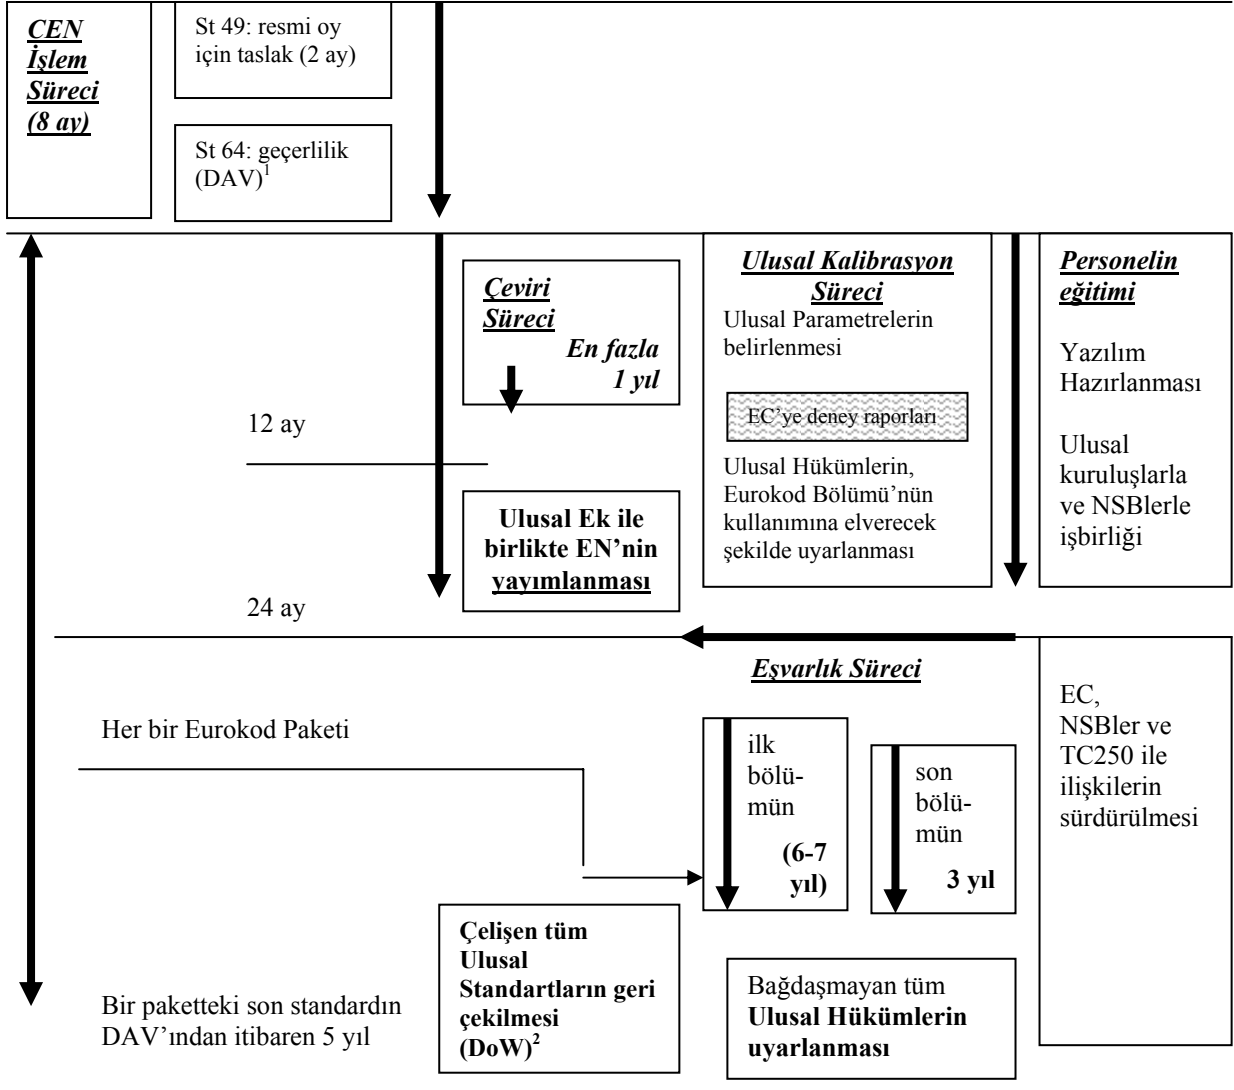 CEN
İşlem
Süreci
(8 ay)
St 49: resmi oy
için taslak (2 ay)
St 64: geçerlilik
(DAV)1
Çeviri
Süreci
En fazla
1 yıl
Ulusal Kalibrasyon
Süreci
Ulusal Parametrelerin
belirlenmesi
EC'ye deney raporları
Ulusal Hükümlerin,
Eurokod Bölümü'nün
kullanımına elverecek
şekilde uyarlanması
Personelin
eğitimi
Yazılım
Hazırlanması
Ulusal
kuruluşlarla
ve NSBlerle
işbirliği
12 ay
Ulusal Ek ile
birlikte EN'nin
yayımlanması
24 ay
Eşvarlık Süreci
Her bir Eurokod Paketi
ilk
bölü-
mün
(6-7
yıl)
son
bölü-
mün
3 yıl
EC,
NSBler ve
TC250 ile
ilişkilerin
sürdürülmesi
Bir paketteki son standardın
DAV'ından itibaren 5 yıl
Çelişen tüm
Ulusal
Standartların geri
çekilmesi
(DoW)2
Bağdaşmayan tüm
Ulusal Hükümlerin
uyarlanması